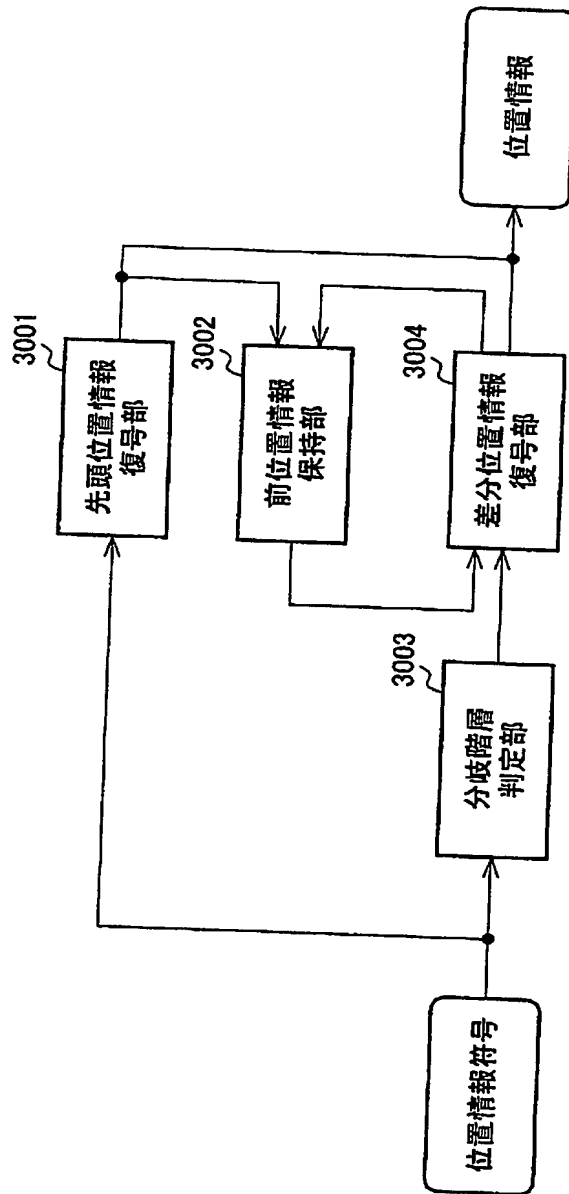 位置情報符号
3001
先頭位置情報
復号部
3002
前位置情報
保持部
3003
分岐階層
判定部
3004
差分位置情報
復号部
位置情報